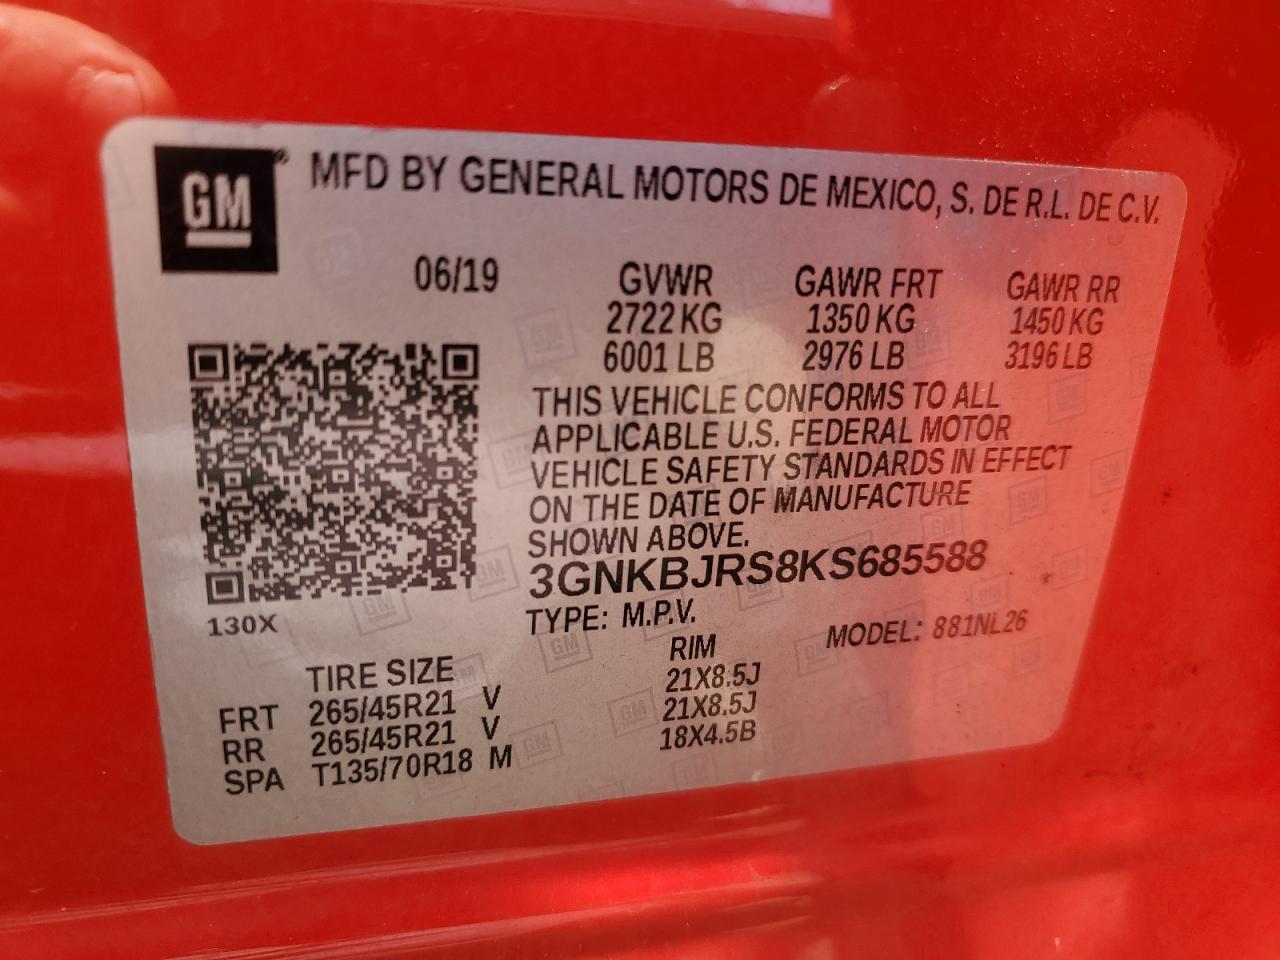 GM® MFD BY GENERAL MOTORS DE MEXICO, S. DE R.L. DE C.V.
06/19 GVWR GAWR FRT GAWR RR
2722 KG 1350 KG 1450 KG
6001 LB 2976 LB 3196 LB
THIS VEHICLE CONFORMS TO ALL
APPLICABLE U.S. FEDERAL MOTOR
VEHICLE SAFETY STANDARDS IN EFFECT
ON THE DATE OF MANUFACTURE
SHOWN ABOVE.
3GNKBJRS8KS685588
130X
TYPE: M.P.V. MODEL: 881NL26
TIRE SIZE RIM
FRT 265/45R21 V 21X8.5J
RR 265/45R21 V 21X8.5J
SPA T135/70R18 M 18X4.5B